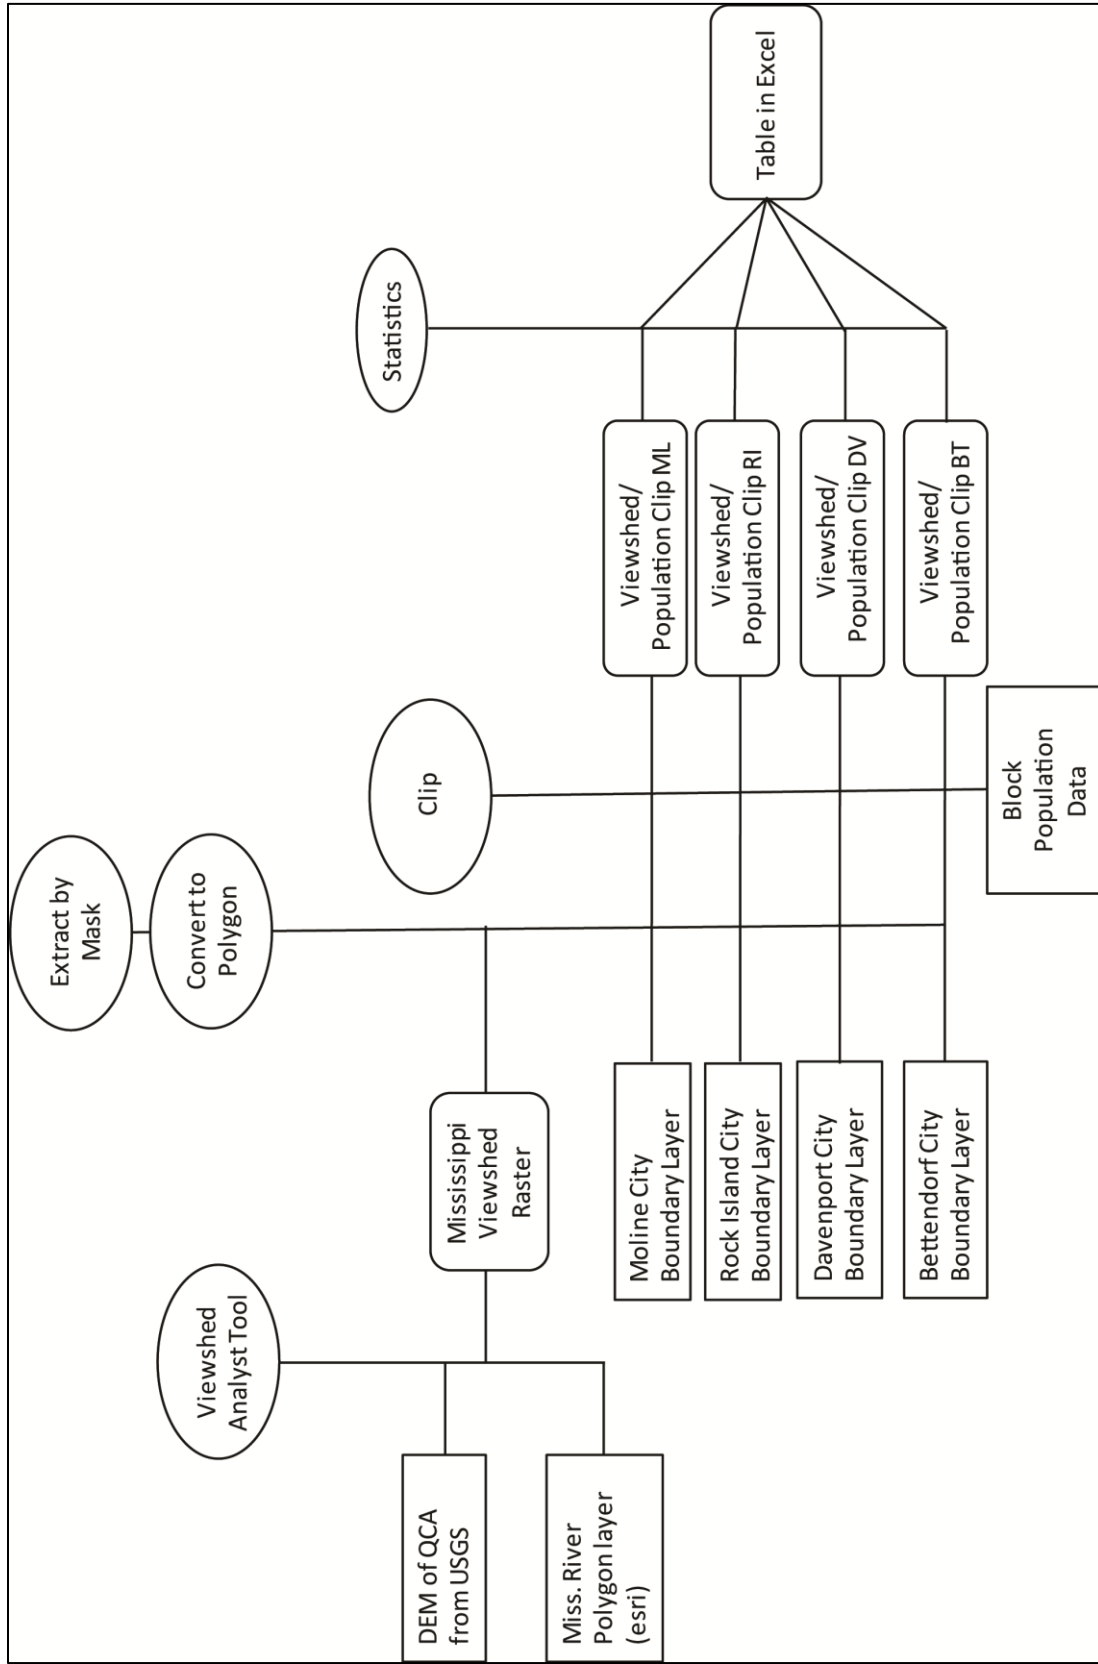 DEM of QCA
from USGS
Miss. River
Polygon layer
(esri)
Viewshed
Analyst Tool
Mississippi
Viewshed
Raster
Moline City
Boundary Layer
Rock Island City
Boundary Layer
Davenport City
Boundary Layer
Bettendorf City
Boundary Layer
Extract by
Mask
Convert to
Polygon
Clip
Block
Population
Data
Viewshed/
Population Clip ML
Viewshed/
Population Clip RI
Viewshed/
Population Clip DV
Viewshed/
Population Clip BT
Statistics
Table in Excel